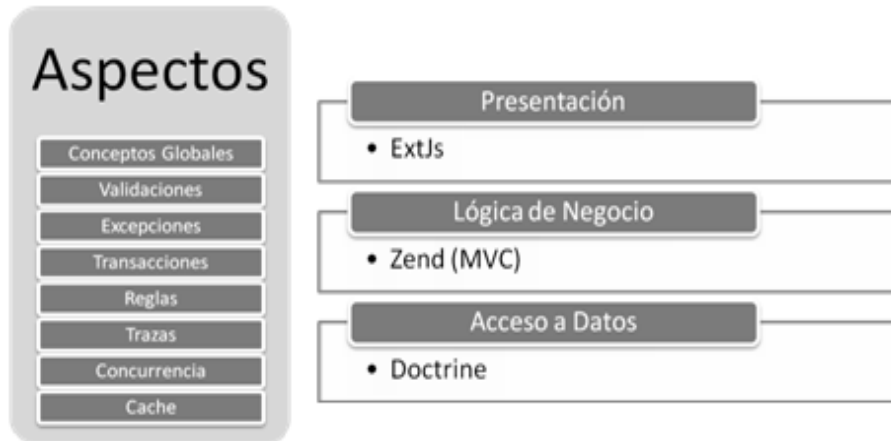 Aspectos
Conceptos Globales
Validaciones
Excepciones
Transacciones
Reglas
Trazas
Concurrencia
Cache
Presentación
• ExtJs
Lógica de Negocio
• Zend (MVC)
Acceso a Datos
• Doctrine